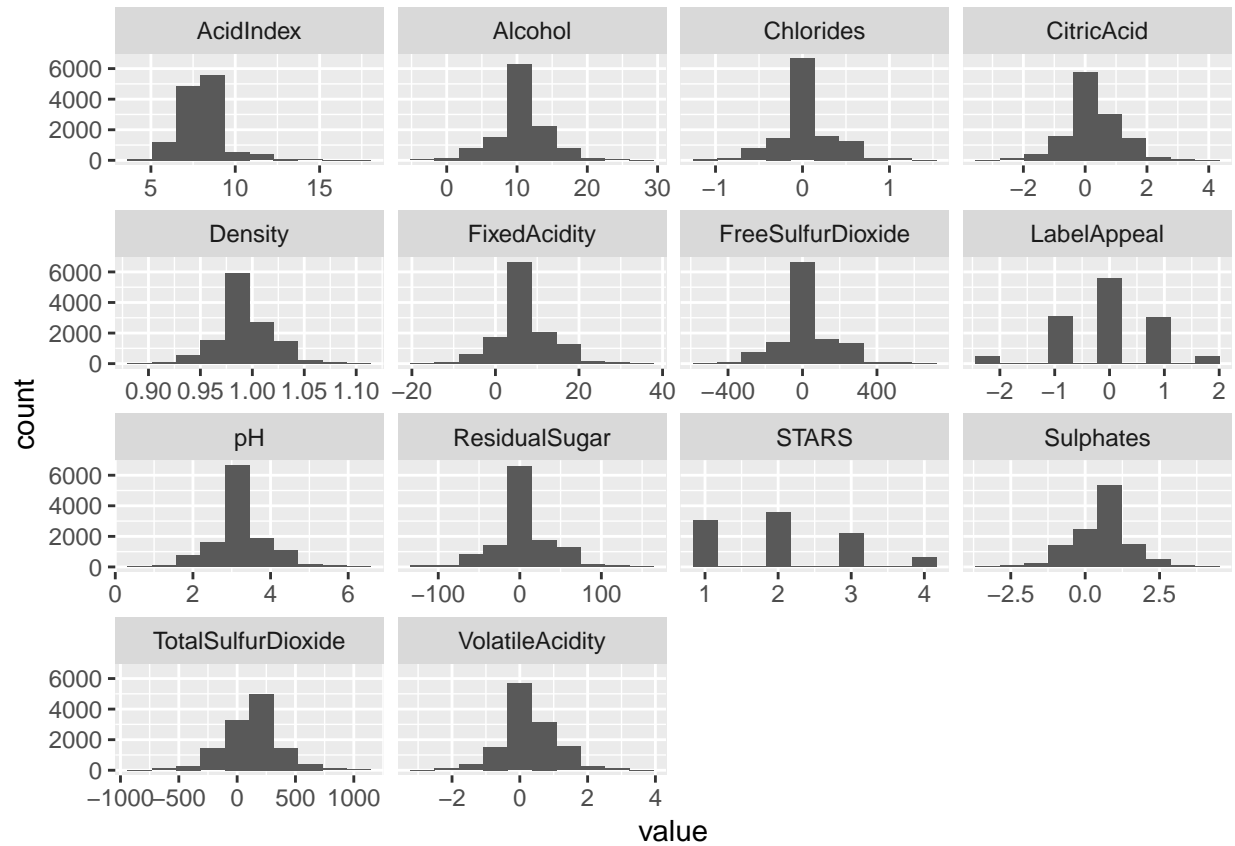 AcidIndex Alcohol Chlorides CitricAcid
6000
4000
2000
0
5 10 15
0 10 20 30
−1 0 1
−2 0 2 4
Density FixedAcidity FreeSulfurDioxide LabelAppeal
6000
4000
2000
0
0.90 0.95 1.00 1.05 1.10
−20 0 20 40
−400 0 400
−2 −1 0 1 2
count
pH ResidualSugar STARS Sulphates
6000
4000
2000
0
0 2 4 6
−100 0 100
1 2 3 4
−2.5 0.0 2.5
TotalSulfurDioxide VolatileAcidity
6000
4000
2000
0
−1000 −500 0 500 1000
−2 0 2 4
value